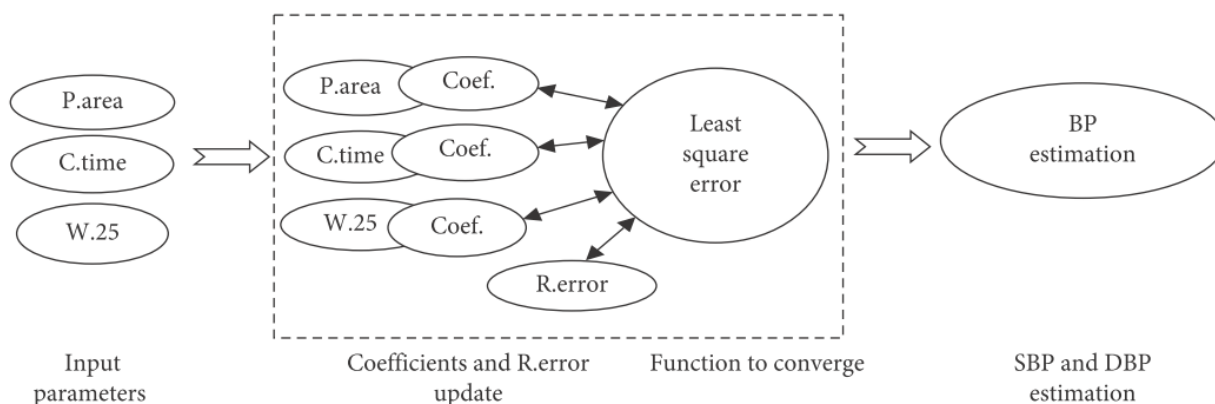 P.area
C.time
W.25
P.area
Coef.
C.time
Coef.
W.25
Coef.
R.error
Least
square
error
BP
estimation
Input
parameters
Coefficients and R.error
update
Function to converge
SBP and DBP
estimation